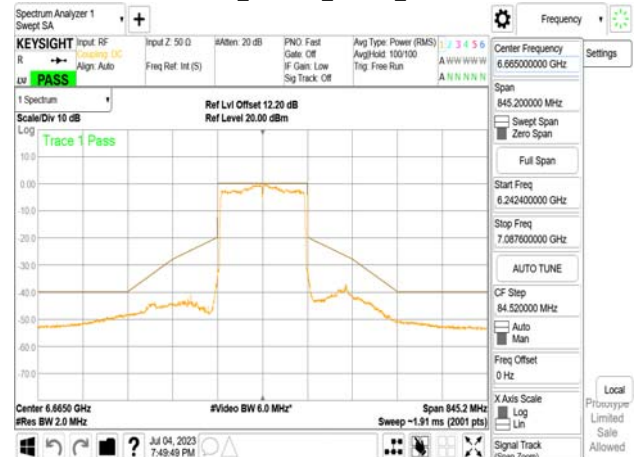 Spectrum Analyzer 1
Swept SA
Frequency
KEYSIGHT
R
LV PASS
Input: RF
Coupling: DC
Align: Auto
Input Z: 50 Ω
Freq Ref: Int (S)
#Atten: 20 dB
PNO: Fast
Gate: Off
IF Gain: Low
Sig Track: Off
Avg Type: Power (RMS)
Avg|Hold: 100/100
Trig: Free Run
1 2 3 4 5 6
A W W W W W
A N N N N N
1 Spectrum
Scale/Div 10 dB
Ref Lvl Offset 12.20 dB
Ref Level 20.00 dBm
Log
Trace 1 Pass
10.0
0.00
-10.0
-20.0
-30.0
-40.0
-50.0
-60.0
-70.0
Center 6.6650 GHz
#Res BW 2.0 MHz
#Video BW 6.0 MHz*
Span 845.2 MHz
Sweep ~1.91 ms (2001 pts)
Jul 04, 2023
7:49:49 PM
Center Frequency
6.665000000 GHz
Settings
Span
845.200000 MHz
Swept Span
Zero Span
Full Span
Start Freq
6.242400000 GHz
Stop Freq
7.087600000 GHz
AUTO TUNE
CF Step
84.520000 MHz
Auto
Man
Freq Offset
0 Hz
X Axis Scale
Log
Lin
Signal Track
(Span Zoom)
Local
Prototype
Limited
Sale
Allowed